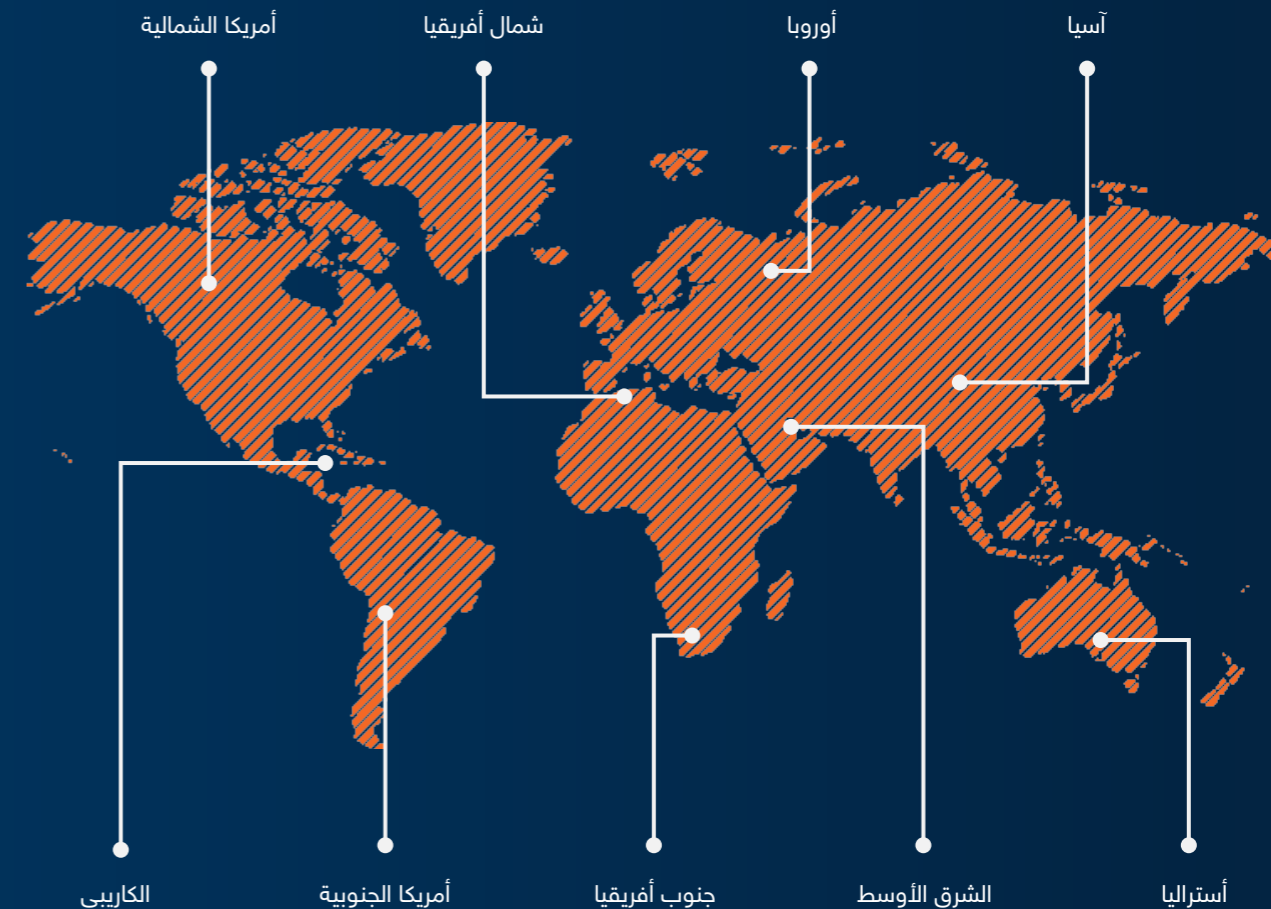 آسيا
أوروبا
شمال أفريقيا
أمريكا الشمالية
أستراليا
الشرق الأوسط
جنوب أفريقيا
أمريكا الجنوبية
الكاريبي